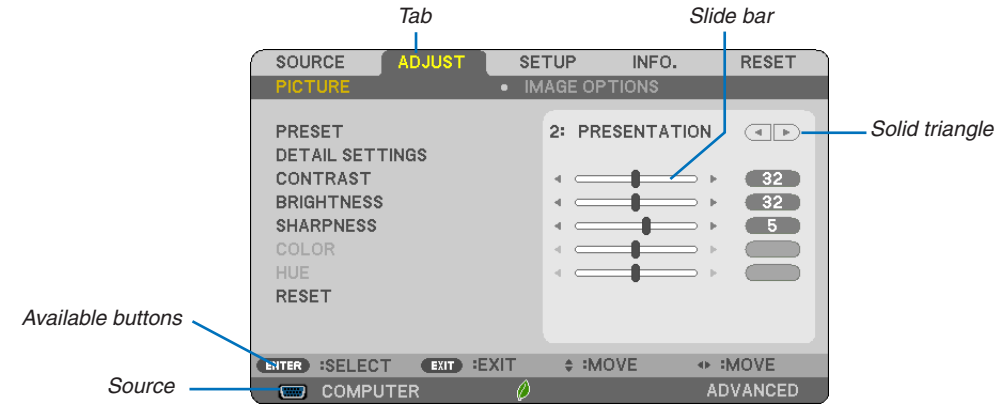 Tab Slide bar
SOURCE ADJUST SETUP INFO. RESET
PICTURE • IMAGE OPTIONS
PRESET 2: PRESENTATION
Solid triangle
DETAIL SETTINGS
CONTRAST 32
BRIGHTNESS 32
SHARPNESS 5
COLOR
HUE
RESET
Available buttons
ENTER :SELECT EXIT :EXIT :MOVE :MOVE
Source
COMPUTER ADVANCED